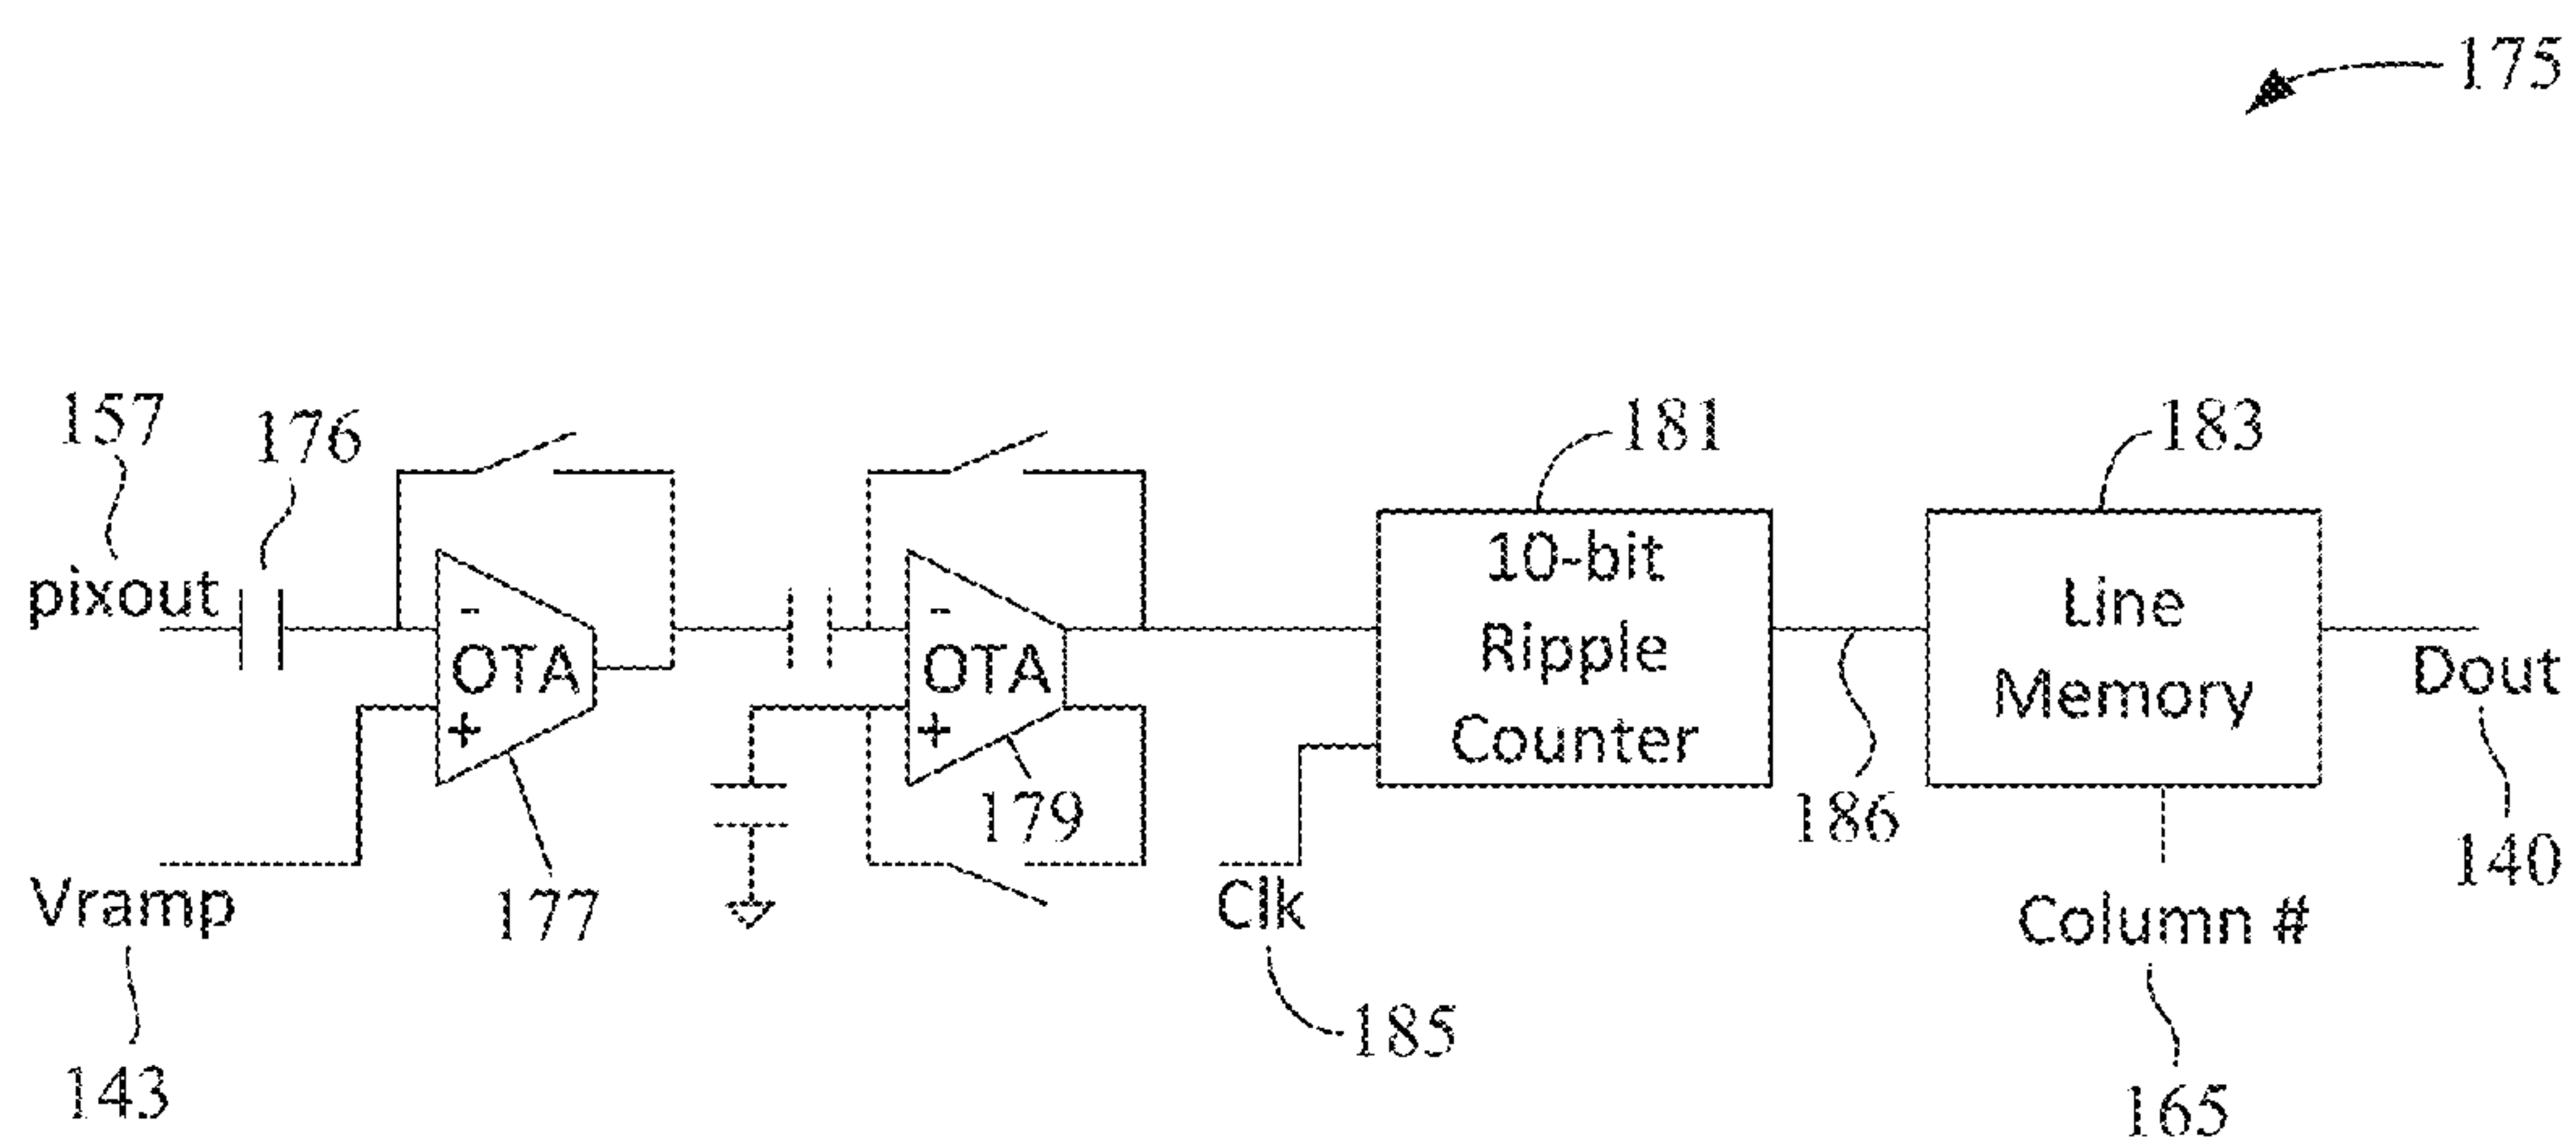 175
157
176
181
183
pixout
-
OTA
+
-
OTA
+
10-bit
Ripple
Counter
Line
Memory
Dout
179
186
140
Vramp
177
Clk
Column #
185
143
165